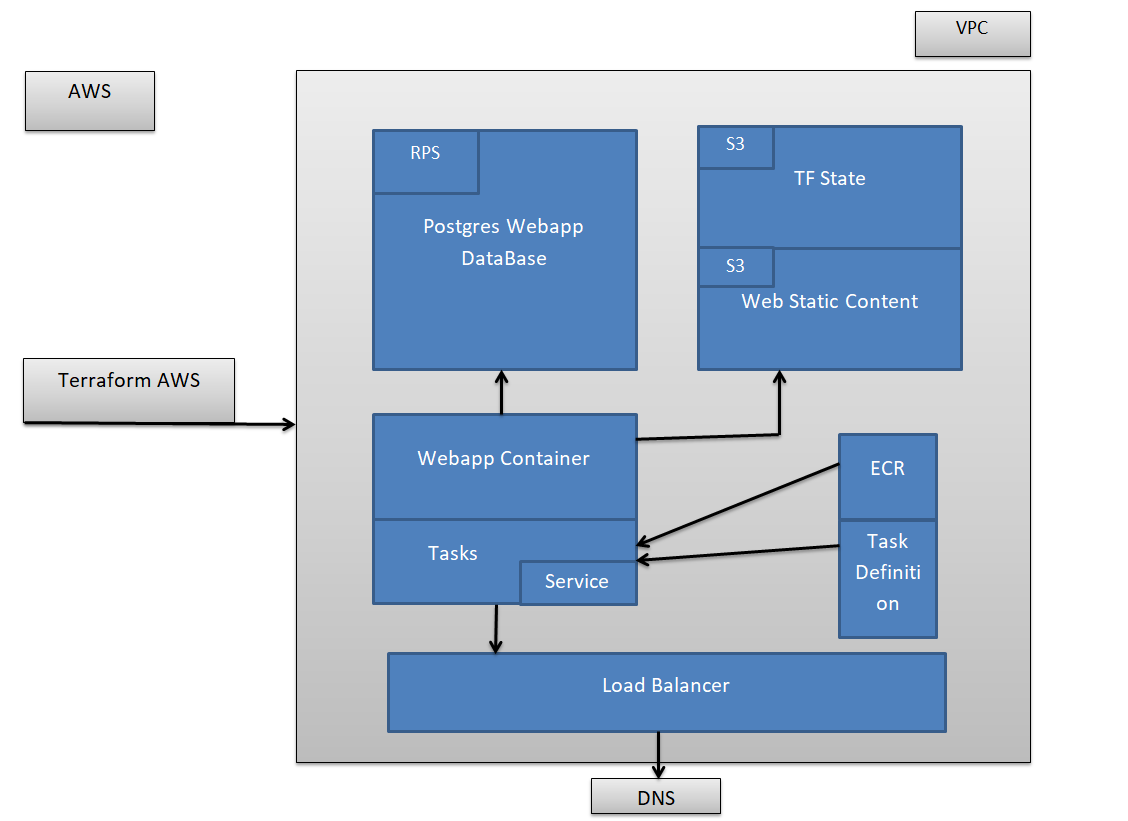 VPC
AWS
RPS
Postgres Webapp
DataBase
S3
TF State
S3
Web Static Content
Terraform AWS
Webapp Container
Tasks
Service
ECR
Task
Definiti
on
Load Balancer
DNS